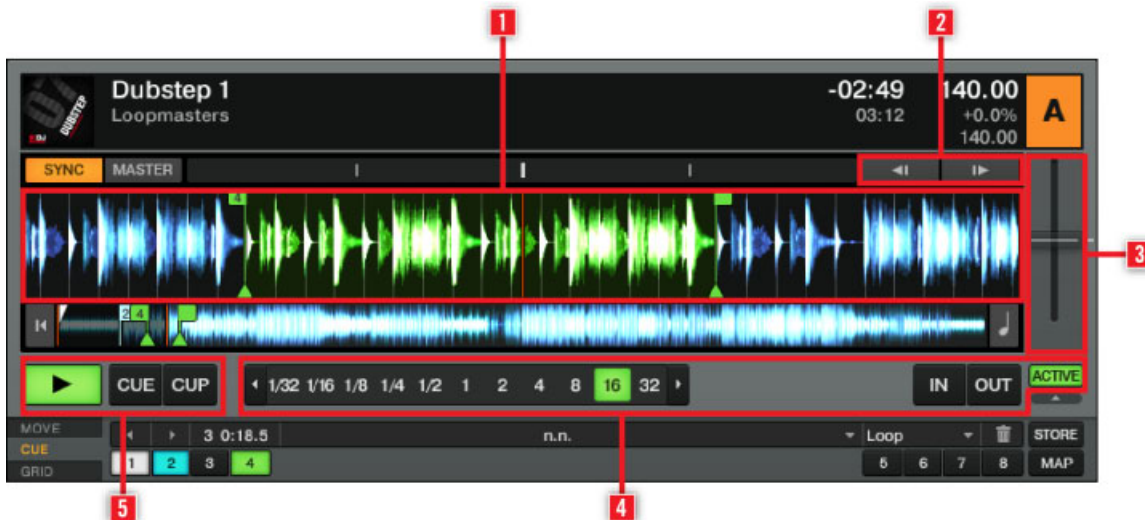 1 2
DUBSTEP
Dubstep 1 -02:49 140.00
Loopmasters 03:12 +0.0%
140.00
A
SYNC MASTER
4
3
2 4
CUE CUP 1/32 1/16 1/8 1/4 1/2 1 2 4 8 16 32 IN OUT ACTIVE
MOVE
CUE
GRID
3 0:18.5 n.n. Loop STORE
1 2 3 4 5 6 7 8 MAP
5 4